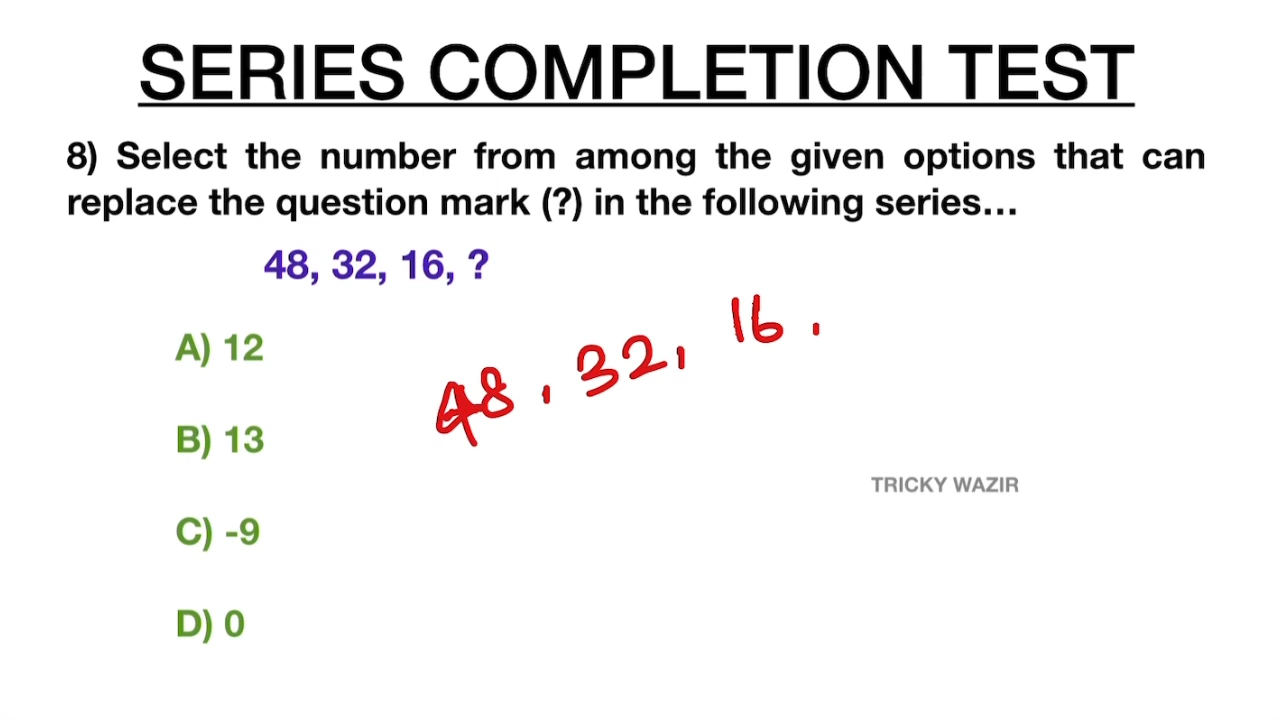 SERIES COMPLETION TEST
8) Select the number from among the given options that can
replace the question mark (?) in the following series...
48, 32, 16, ?
A) 12
48, 32, 16,
B) 13
TRICKY WAZIR
C) -9
D) 0